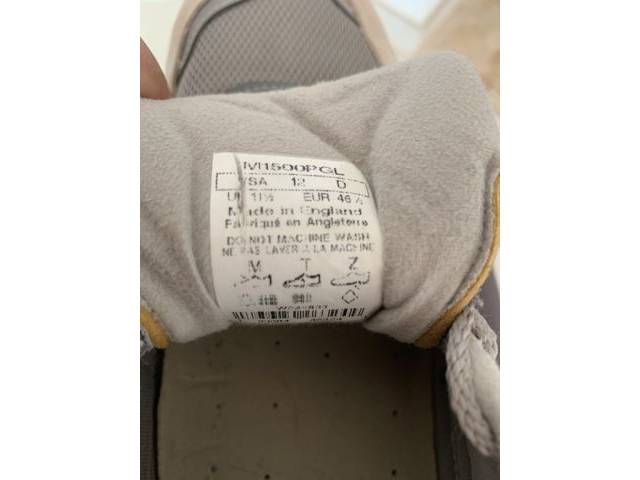 M1500PGL
USA 12 D
UK 11½ EUR 46½
Made in England
Fabriqué en Angleterre
DO NOT MACHINE WASH
NE PAS LAVER A LA MACHINE
M T Z